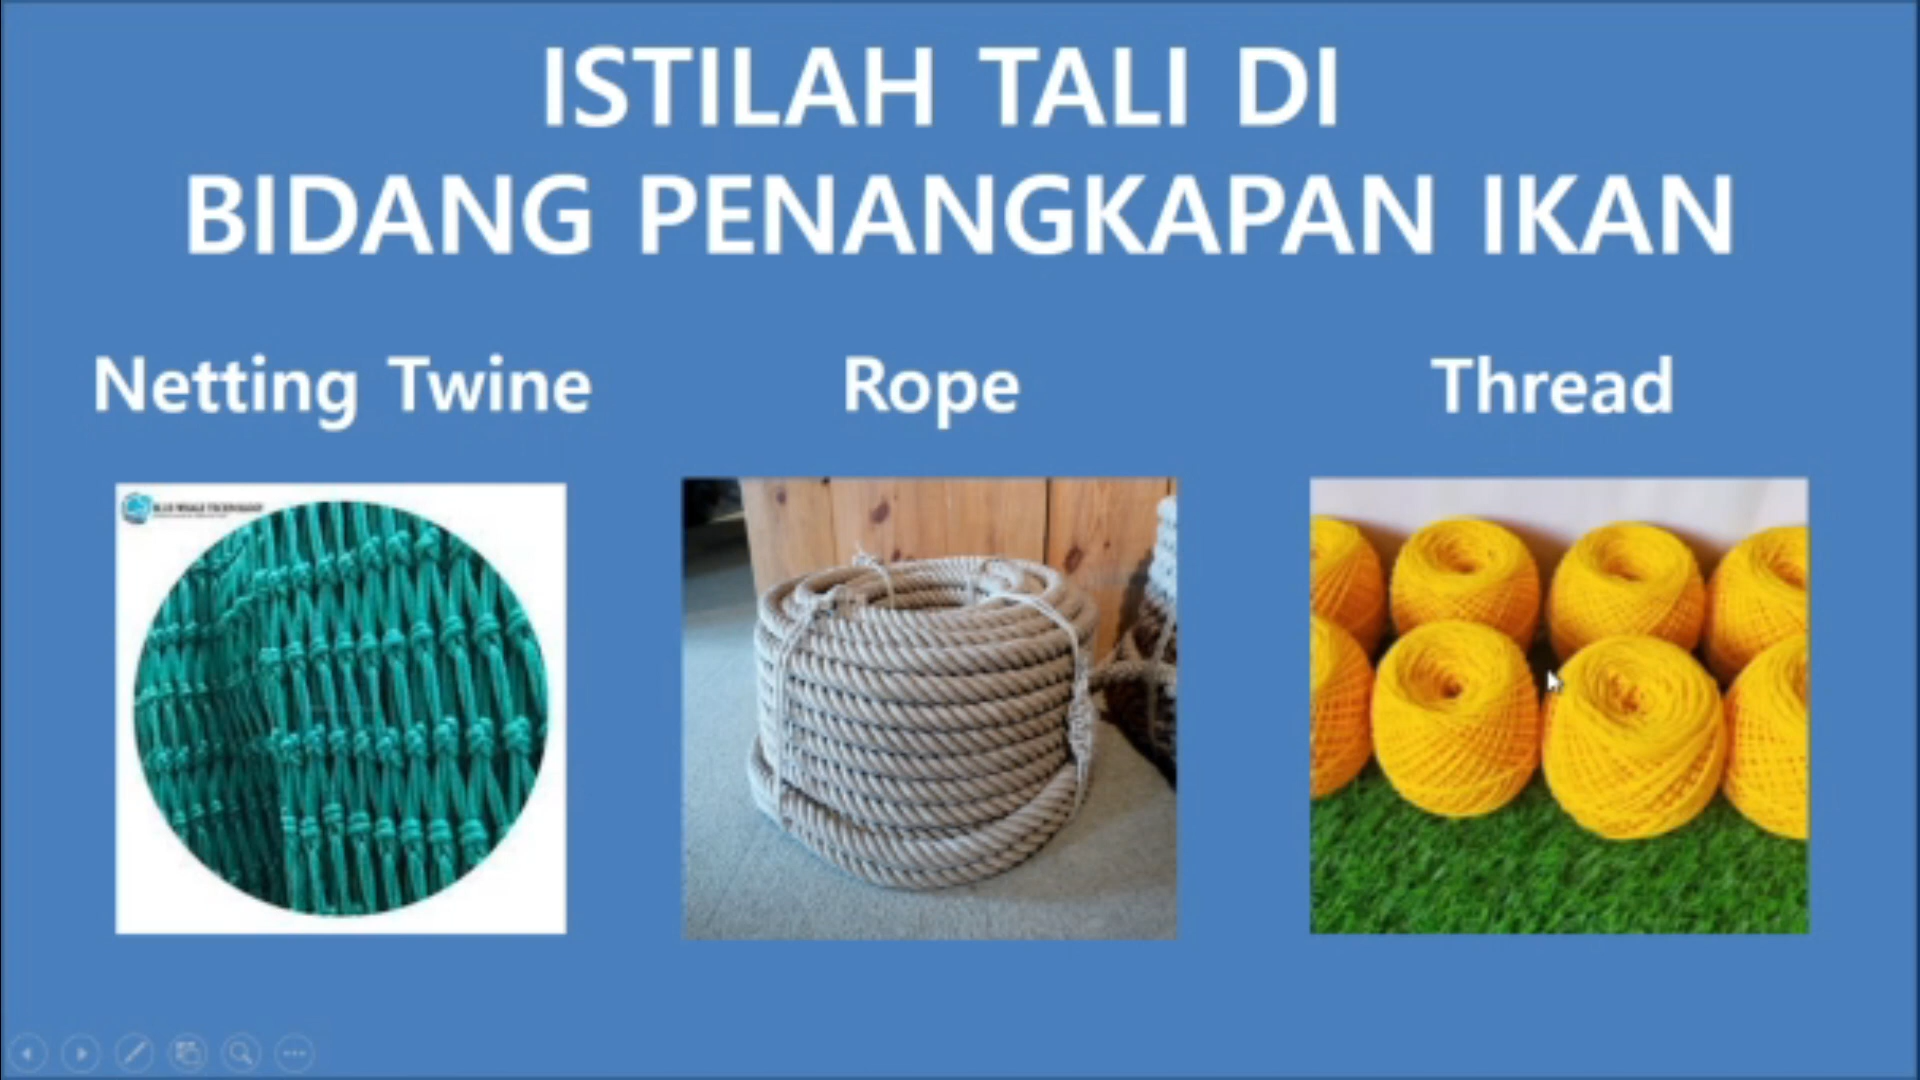 ISTILAH TALI DI
BIDANG PENANGKAPAN IKAN
Netting Twine
Rope
Thread